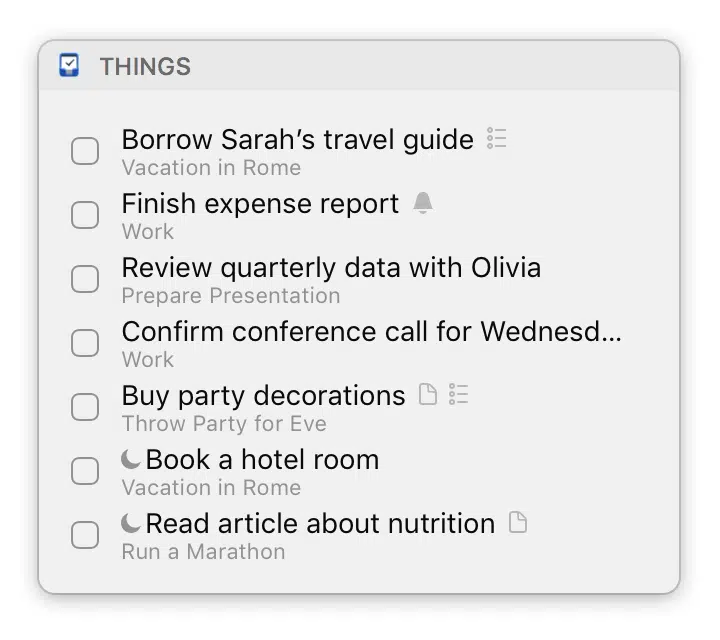 THINGS
Borrow Sarah’s travel guide
Vacation in Rome
Finish expense report
Work
Review quarterly data with Olivia
Prepare Presentation
Confirm conference call for Wednesd...
Work
Buy party decorations
Throw Party for Eve
Book a hotel room
Vacation in Rome
Read article about nutrition
Run a Marathon